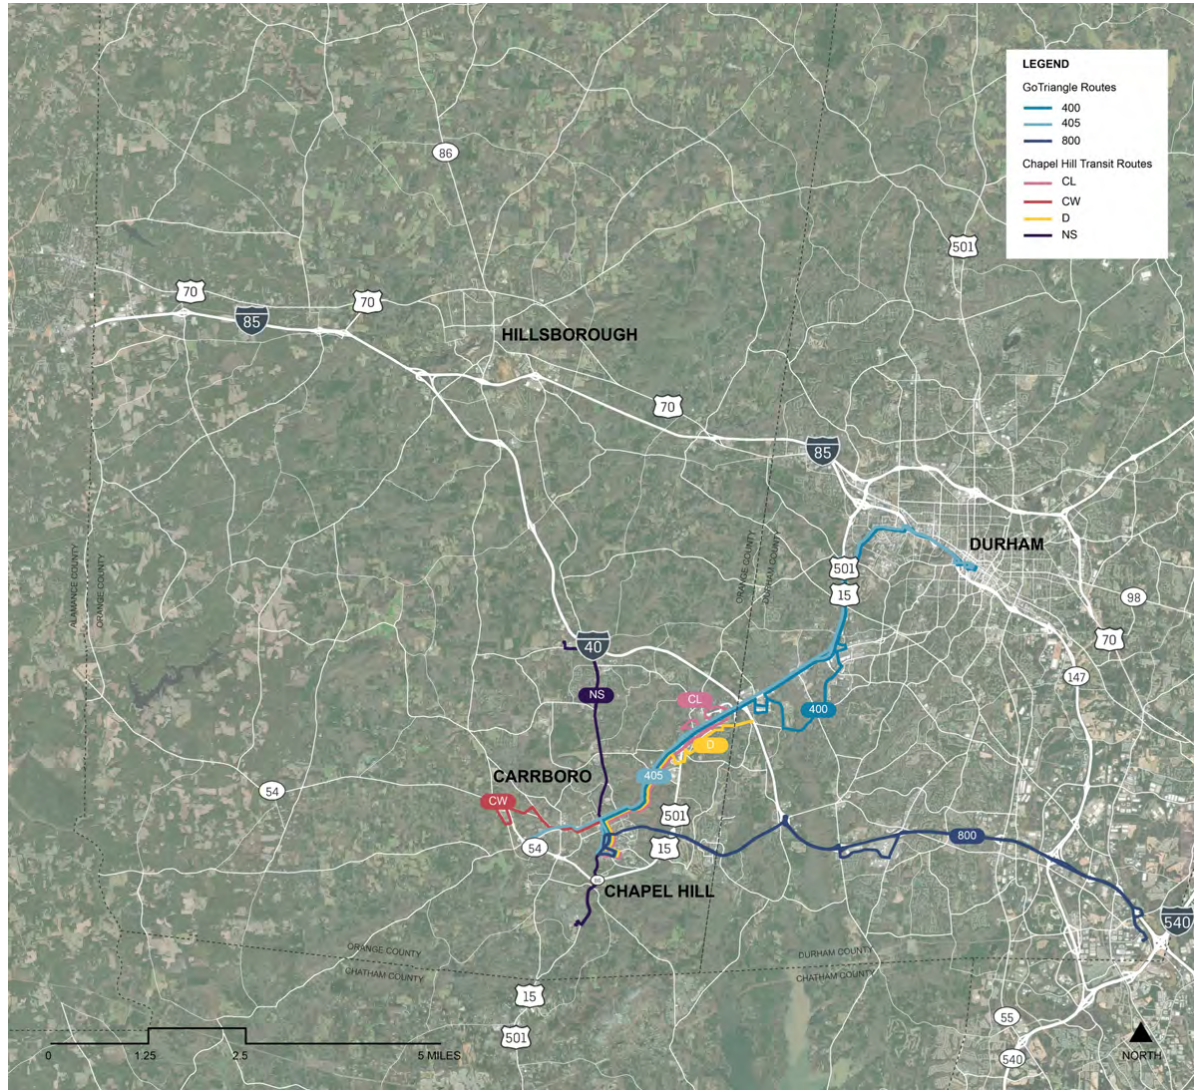 LEGEND
GoTriangle Routes
400
405
800
Chapel Hill Transit Routes
CL
CW
D
NS
86
501
70
70
85
HILLSBOROUGH
70
85
DURHAM
ALAMANCE COUNTY
ORANGE COUNTY
ORANGE COUNTY
DURHAM COUNTY
501
15
98
70
40
147
NS
CL
400
D
CARRBORO
405
54
CW
501
54
15
800
CHAPEL HILL
540
ORANGE COUNTY
CHATHAM COUNTY
DURHAM COUNTY
CHATHAM COUNTY
15
501
55
540
0
1.25
2.5
5 MILES
NORTH